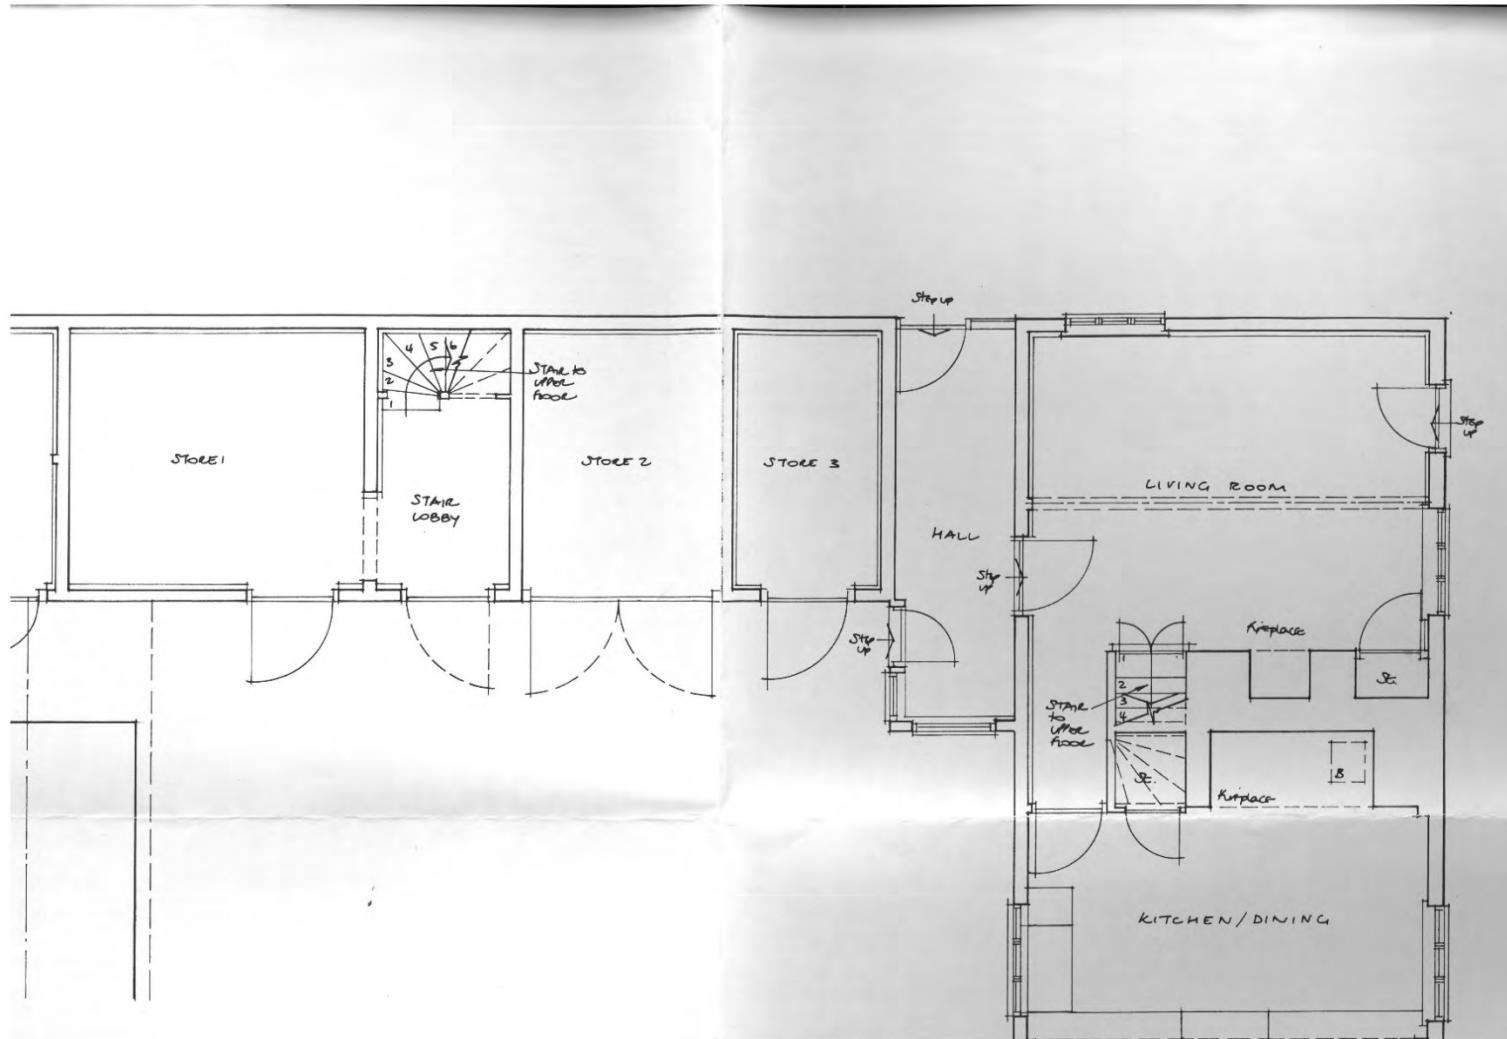 Step up
3
4
5
6
2
1
STAIR to
UPPER
FLOOR
STORE 1
STAIR
LOBBY
STORE 2
STORE 3
HALL
Step
up
LIVING ROOM
Step
up
Step
up
Fireplace
St.
1
2
3
4
STAIR
to
UPPER
FLOOR
St.
B
Fireplace
KITCHEN/DINING